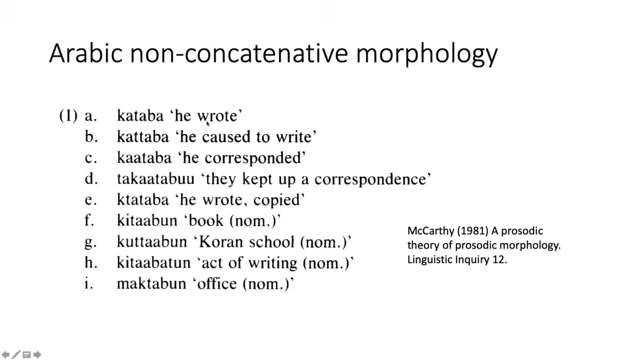 Arabic non-concatenative morphology
(1) a. kataba ‘he wrote’
b. kattaba ‘he caused to write’
c. kaataba ‘he corresponded’
d. takaatabuu ‘they kept up a correspondence’
e. ktataba ‘he wrote, copied’
f. kitaabun ‘book (nom.)’
g. kuttaabun ‘Koran school (nom.)’
h. kitaabatun ‘act of writing (nom.)’
i. maktabun ‘office (nom.)’
McCarthy (1981) A prosodic
theory of prosodic morphology.
Linguistic Inquiry 12.